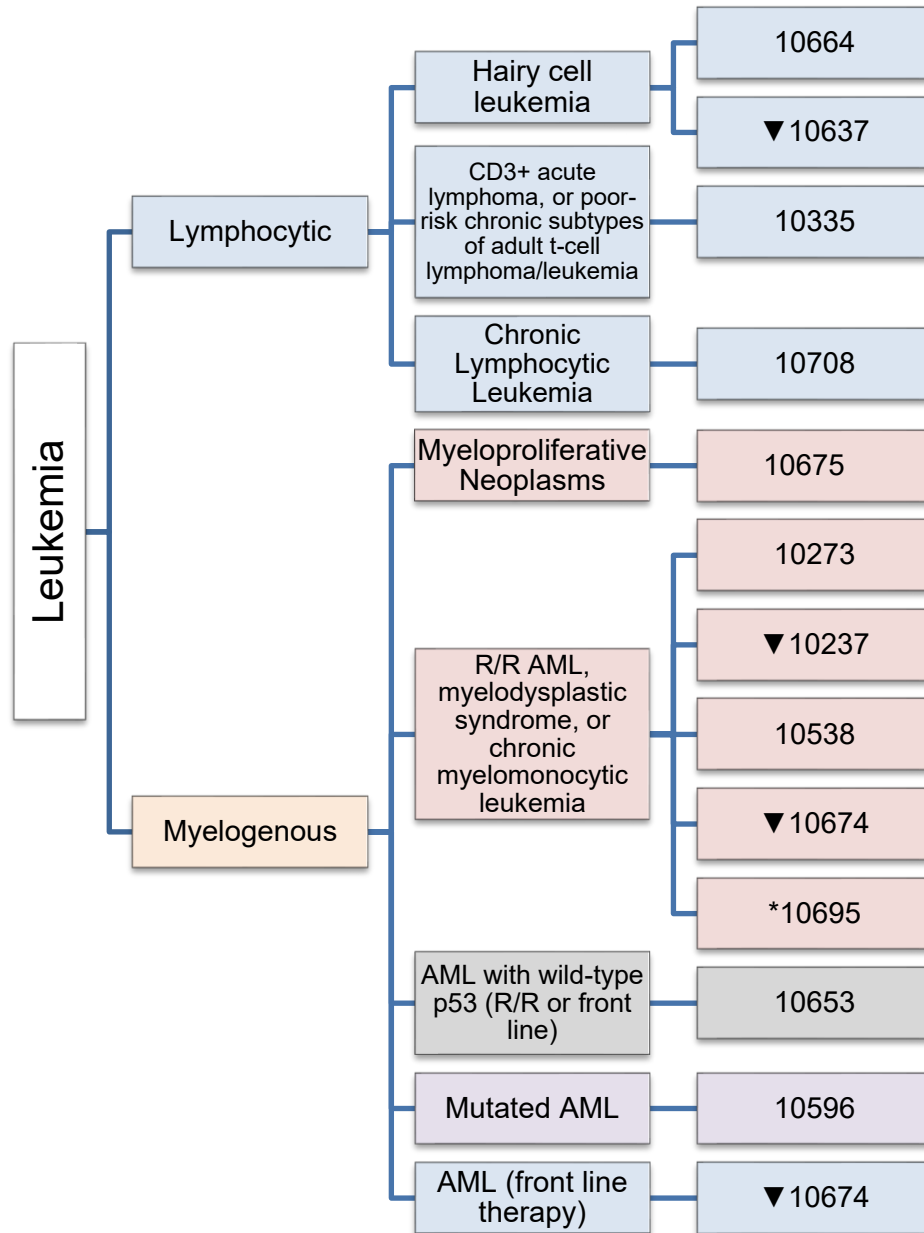 Leukemia
Lymphocytic
Hairy cell
leukemia
10664
▼10637
CD3+ acute
lymphoma, or poor-
risk chronic subtypes
of adult t-cell
lymphoma/leukemia
10335
Chronic
Lymphocytic
Leukemia
10708
Myelogenous
Myeloproliferative
Neoplasms
10675
R/R AML,
myelodysplastic
syndrome, or
chronic
myelomonocytic
leukemia
10273
▼10237
10538
▼10674
*10695
AML with wild-type
p53 (R/R or front
line)
10653
Mutated AML
10596
AML (front line
therapy)
▼10674